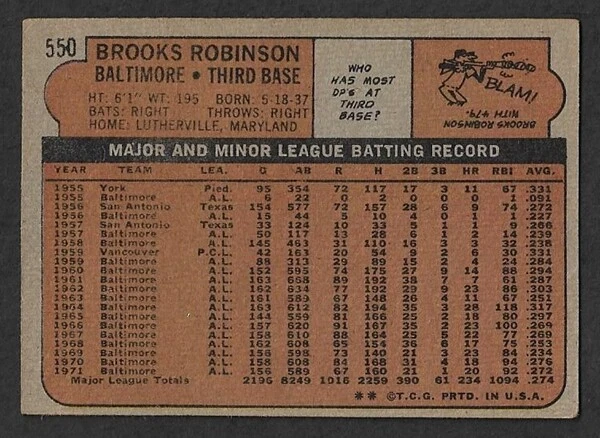 550
BROOKS ROBINSON
BALTIMORE • THIRD BASE
HT: 6'1" WT: 195 BORN: 5-18-37
BATS: RIGHT THROWS: RIGHT
HOME: LUTHERVILLE, MARYLAND
WHO
HAS MOST
DP'S AT
THIRD
BASE?
BLAM!
BROOKS ROBINSON
WITH 479.
MAJOR AND MINOR LEAGUE BATTING RECORD
YEAR TEAM LEA. G AB R H 2B 3B HR RBI AVG.
1955 York Pied. 95 354 72 117 17 3 11 67 .331
1955 Baltimore A.L. 6 22 0 2 0 0 0 1 .091
1956 San Antonio Texas 154 577 72 157 28 6 9 74 .272
1956 Baltimore A.L. 15 44 5 10 4 0 1 1 .227
1957 San Antonio Texas 33 124 10 33 5 1 1 9 .266
1957 Baltimore A.L. 50 117 13 28 6 1 2 14 .239
1958 Baltimore A.L. 145 463 31 110 16 3 3 32 .238
1959 Vancouver P.C.L. 42 163 20 54 9 2 6 30 .331
1959 Baltimore A.L. 88 313 29 89 15 2 4 24 .284
1960 Baltimore A.L. 152 595 74 175 27 9 14 88 .294
1961 Baltimore A.L. 163 668 89 192 38 7 7 61 .287
1962 Baltimore A.L. 162 634 77 192 29 9 23 86 .303
1963 Baltimore A.L. 161 589 67 148 26 4 11 67 .251
1964 Baltimore A.L. 163 612 82 194 35 3 28 118 .317
1965 Baltimore A.L. 144 559 81 166 25 2 18 80 .297
1966 Baltimore A.L. 157 620 91 167 35 2 23 100 .269
1967 Baltimore A.L. 158 610 88 164 25 5 22 77 .269
1968 Baltimore A.L. 162 608 65 154 36 6 17 75 .253
1969 Baltimore A.L. 156 598 73 140 21 3 23 84 .234
1970 Baltimore A.L. 158 608 84 168 31 4 18 94 .276
1971 Baltimore A.L. 156 589 67 160 21 1 20 92 .272
Major League Totals 2196 8249 1016 2259 390 61 234 1094 .274
** ©T.C.G. PRTD. IN U.S.A.